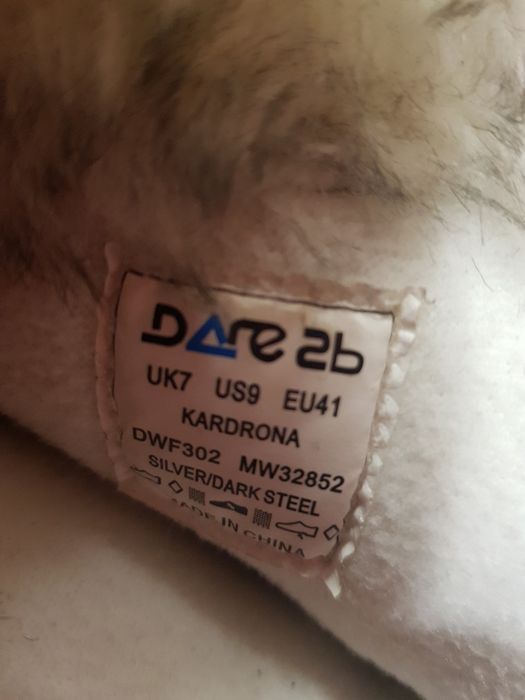 DARE 2b
UK7 US9 EU41
KARDRONA
DWF302 MW32852
SILVER/DARK STEEL
MADE IN CHINA